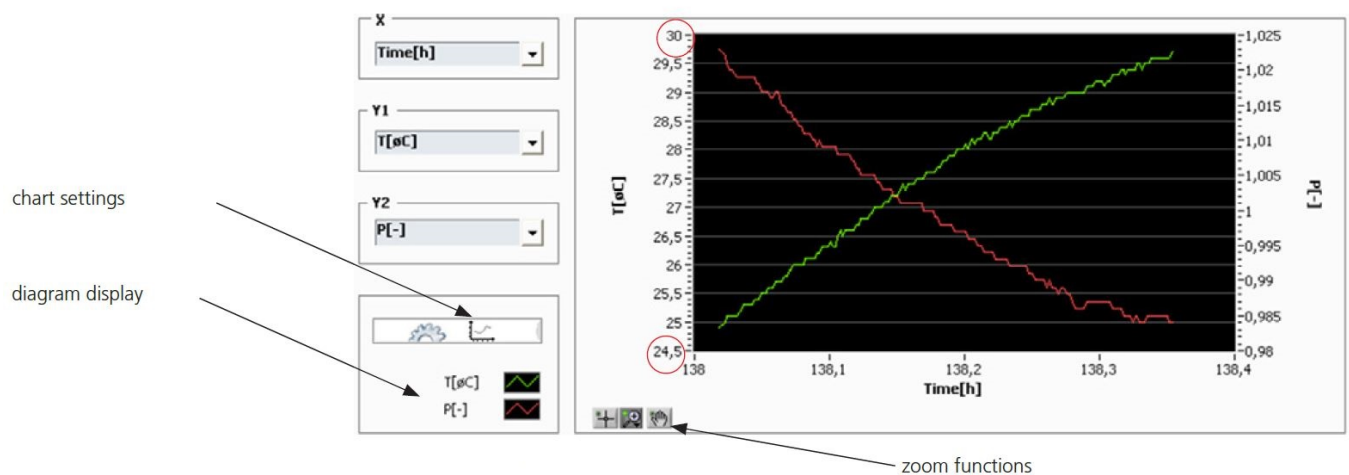 X
Time[h]
Y1
T[øC]
Y2
P[-]
chart settings
diagram display
T[øC]
P[-]
30
29,5
29
28,5
28
27,5
27
26,5
26
25,5
25
24,5
T[øC]
1,025
1,02
1,015
1,01
1,005
1
0,995
0,99
0,985
0,98
P[-]
138
138,1
138,2
138,3
138,4
Time[h]
zoom functions